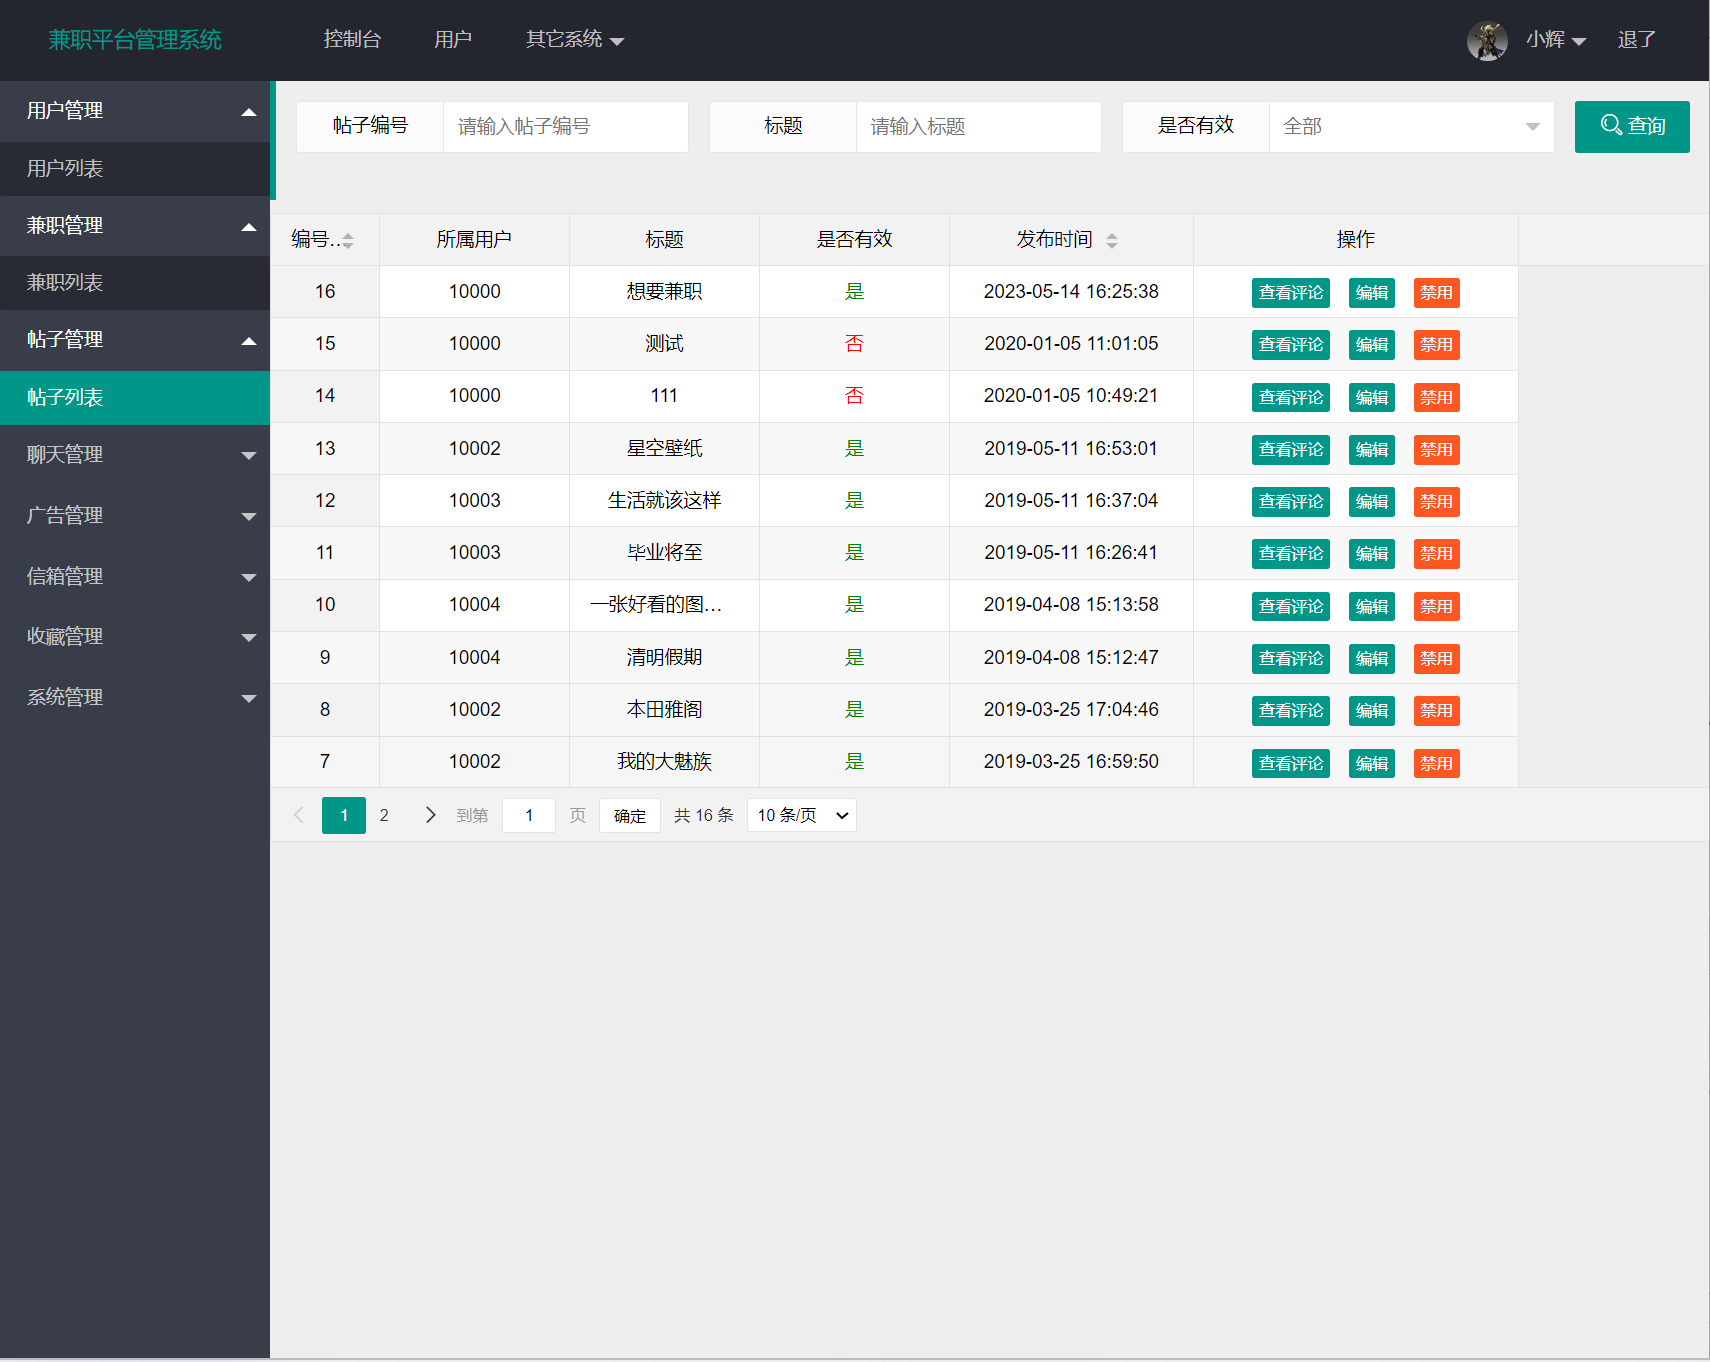 兼职平台管理系统 控制台 用户 其它系统 小辉 退了
用户管理
用户列表
兼职管理
兼职列表
帖子管理
帖子列表
聊天管理
广告管理
信箱管理
收藏管理
系统管理
帖子编号 请输入帖子编号 标题 请输入标题 是否有效 全部 查询
编号.. 所属用户 标题 是否有效 发布时间 操作
16 10000 想要兼职 是 2023-05-14 16:25:38 查看评论 编辑 禁用
15 10000 测试 否 2020-01-05 11:01:05 查看评论 编辑 禁用
14 10000 111 否 2020-01-05 10:49:21 查看评论 编辑 禁用
13 10002 星空壁纸 是 2019-05-11 16:53:01 查看评论 编辑 禁用
12 10003 生活就该这样 是 2019-05-11 16:37:04 查看评论 编辑 禁用
11 10003 毕业将至 是 2019-05-11 16:26:41 查看评论 编辑 禁用
10 10004 一张好看的图... 是 2019-04-08 15:13:58 查看评论 编辑 禁用
9 10004 清明假期 是 2019-04-08 15:12:47 查看评论 编辑 禁用
8 10002 本田雅阁 是 2019-03-25 17:04:46 查看评论 编辑 禁用
7 10002 我的大魅族 是 2019-03-25 16:59:50 查看评论 编辑 禁用
1 2 到第 1 页 确定 共 16 条 10 条/页